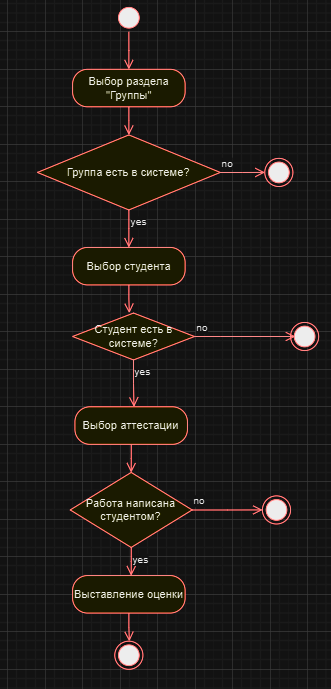 Выбор раздела
"Группы"
Группа есть в системе?
no
yes
Выбор студента
Студент есть в
системе?
no
yes
Выбор аттестации
Работа написана
студентом?
no
yes
Выставление оценки